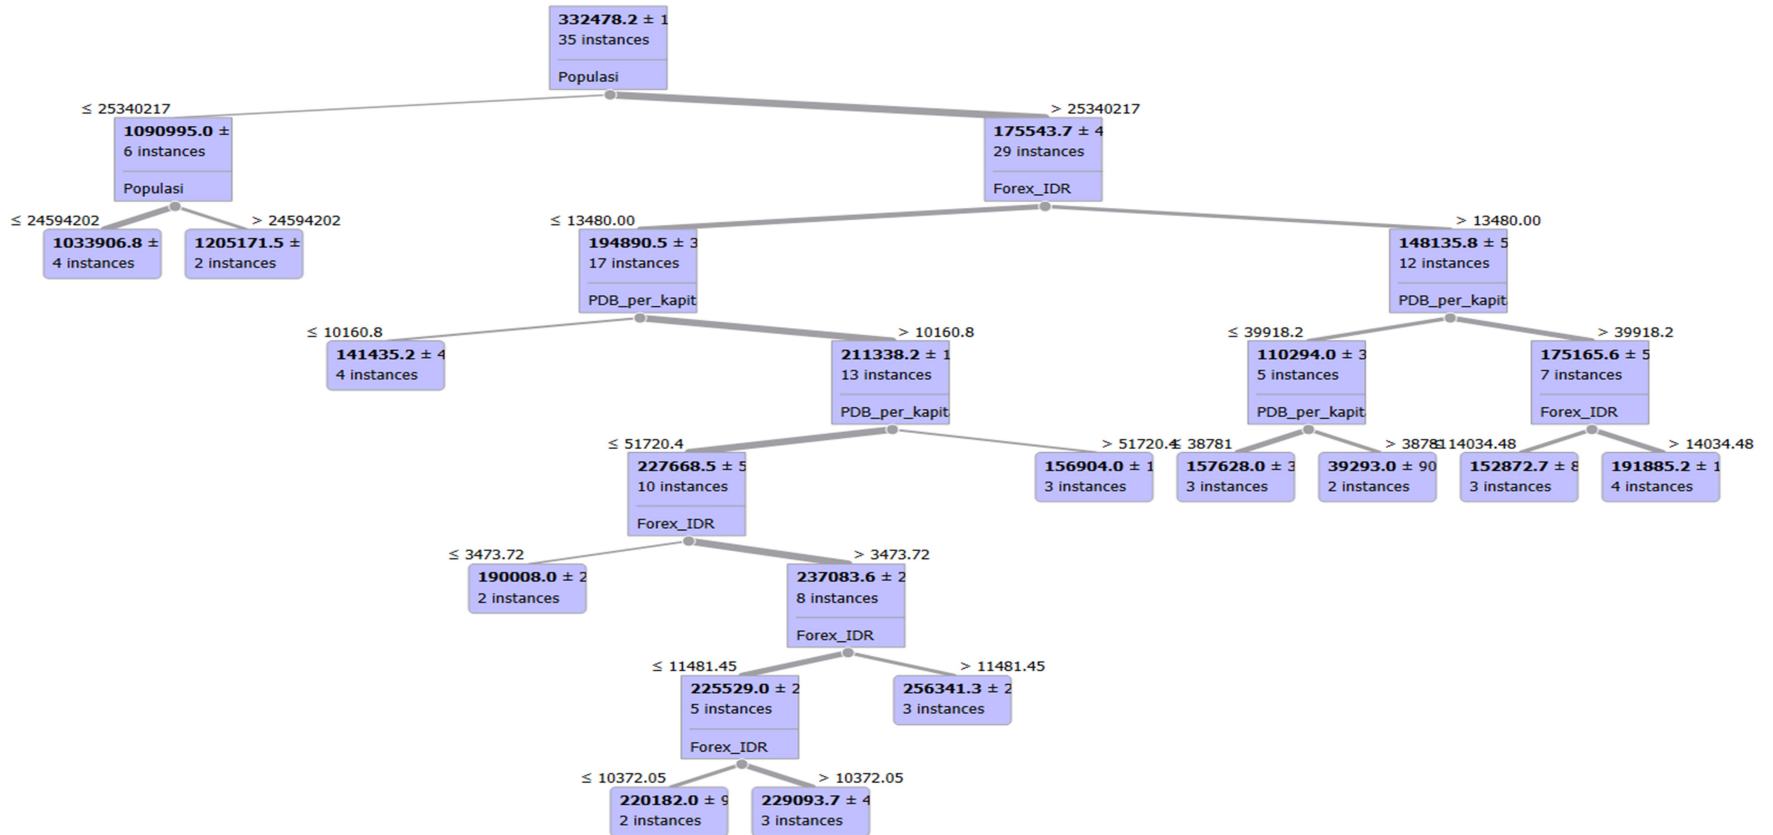 332478.2 ± 1
35 instances
Populasi
≤ 25340217
> 25340217
1090995.0 ±
6 instances
Populasi
175543.7 ± 4
29 instances
Forex_IDR
≤ 24594202
> 24594202
≤ 13480.00
> 13480.00
1033906.8 ±
4 instances
1205171.5 ±
2 instances
194890.5 ± 3
17 instances
PDB_per_kapit
148135.8 ± 5
12 instances
PDB_per_kapit
≤ 10160.8
> 10160.8
≤ 39918.2
> 39918.2
141435.2 ± 4
4 instances
211338.2 ± 1
13 instances
PDB_per_kapit
110294.0 ± 3
5 instances
PDB_per_kapit
175165.6 ± 5
7 instances
Forex_IDR
≤ 51720.4
> 51720.4
≤ 38781
> 38781
≤ 14034.48
> 14034.48
227668.5 ± 5
10 instances
Forex_IDR
156904.0 ± 1
3 instances
157628.0 ± 3
3 instances
39293.0 ± 90
2 instances
152872.7 ± 8
3 instances
191885.2 ± 1
4 instances
≤ 3473.72
> 3473.72
190008.0 ± 2
2 instances
237083.6 ± 2
8 instances
Forex_IDR
≤ 11481.45
> 11481.45
225529.0 ± 2
5 instances
Forex_IDR
256341.3 ± 2
3 instances
≤ 10372.05
> 10372.05
220182.0 ± 9
2 instances
229093.7 ± 4
3 instances